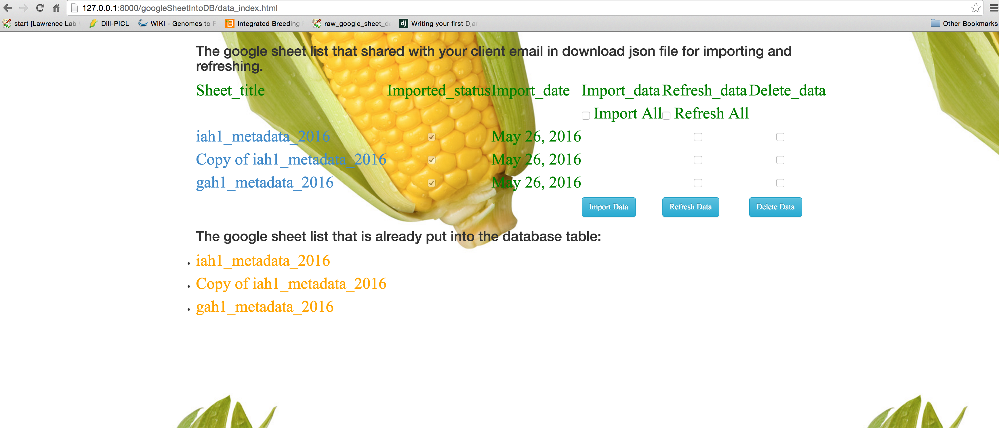 127.0.0.1:8000/googleSheetIntoDB/data_index.html
start [Lawrence Lab Dill-PICL WIKI - Genomes to F Integrated Breeding raw_google_sheet_d Writing your first Dja Other Bookmarks
The google sheet list that shared with your client email in download json file for importing and
refreshing.
Sheet_title Imported_status Import_date Import_data Refresh_data Delete_data
Import All Refresh All
iah1_metadata_2016 May 26, 2016
Copy of iah1_metadata_2016 May 26, 2016
gah1_metadata_2016 May 26, 2016
Import Data Refresh Data Delete Data
The google sheet list that is already put into the database table:
• iah1_metadata_2016
• Copy of iah1_metadata_2016
• gah1_metadata_2016